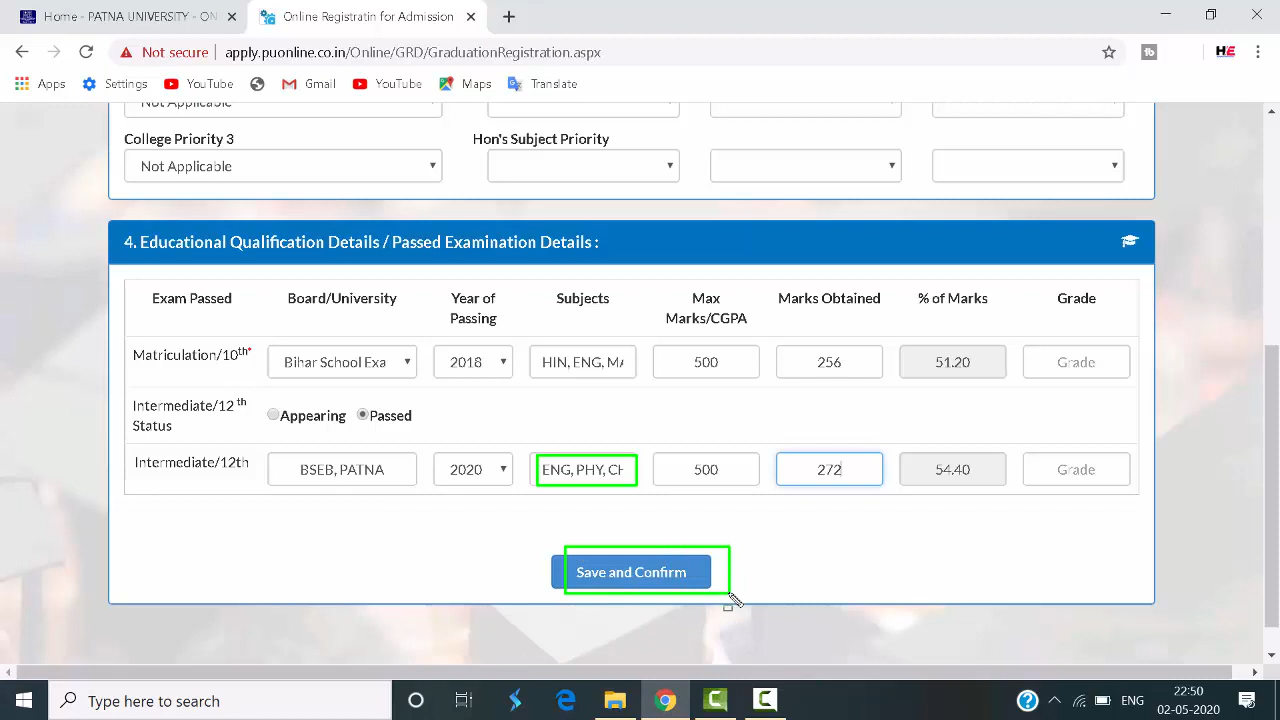 Home - PATNA UNIVERSITY - ON
Online Registratin for Admission
Not secure
apply.puonline.co.in/Online/GRD/GraduationRegistration.aspx
Apps
Settings
YouTube
Gmail
YouTube
Maps
Translate
Not Applicable
College Priority 3
Hon's Subject Priority
Not Applicable
4. Educational Qualification Details / Passed Examination Details :
Exam Passed
Board/University
Year of Passing
Subjects
Max Marks/CGPA
Marks Obtained
% of Marks
Grade
Matriculation/10th*
Bihar School Exa
2018
HIN, ENG, MA
500
256
51.20
Grade
Intermediate/12 th
Status
Appearing
Passed
Intermediate/12th
BSEB, PATNA
2020
ENG, PHY, CH
500
272
54.40
Grade
Save and Confirm
Type here to search
ENG
22:50
02-05-2020